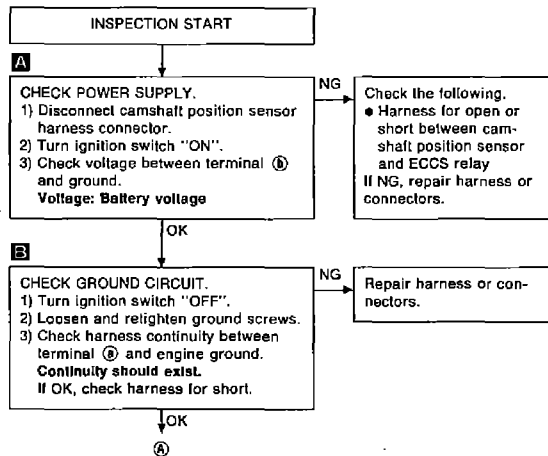 INSPECTION START
A
CHECK POWER SUPPLY.
1) Disconnect camshaft position sensor
harness connector.
2) Turn ignition switch "ON".
3) Check voltage between terminal ⓑ
and ground.
Voltage: Battery voltage
NG
Check the following.
● Harness for open or
short between cam-
shaft position sensor
and ECCS relay
If NG, repair harness or
connectors.
OK
B
CHECK GROUND CIRCUIT.
1) Turn ignition switch "OFF".
2) Loosen and retighten ground screws.
3) Check harness continuity between
terminal ⓐ and engine ground.
Continuity should exist.
If OK, check harness for short.
NG
Repair harness or con-
nectors.
OK
Ⓐ